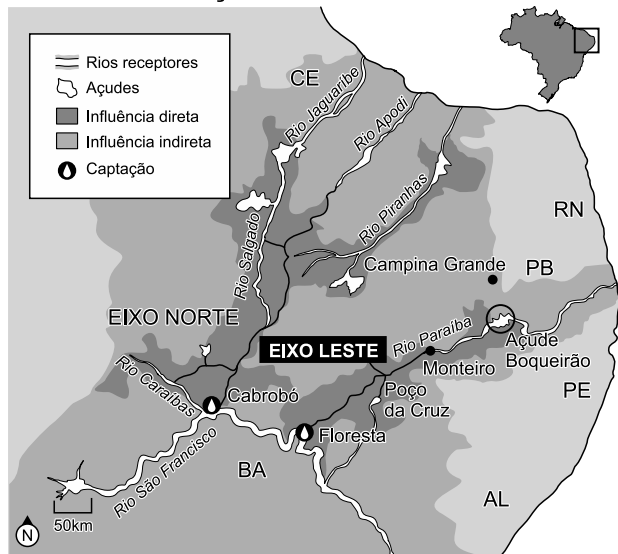 Rios receptores
Açudes
Influência direta
Influência indireta
Captação
CE
Rio Jaguaribe
Rio Apodi
Rio Piranhas
Rio Salgado
RN
PB
Campina Grande
EIXO NORTE
EIXO LESTE
Rio Paraíba
Açude
Boqueirão
Monteiro
PE
Rio Caraíbas
Cabrobó
Poço
da Cruz
Floresta
Rio São Francisco
BA
AL
50km
N